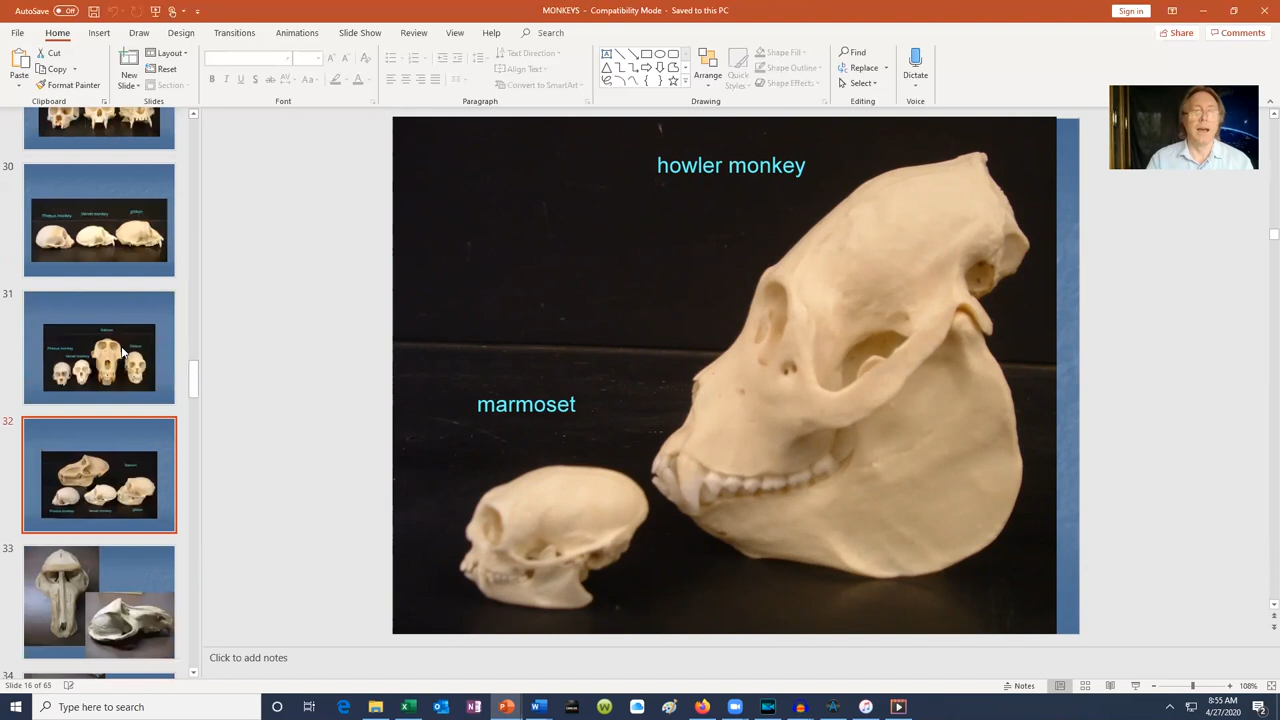 AutoSave Off
MONKEYS - Compatibility Mode - Saved to this PC
Sign in
File Home Insert Draw Design Transitions Animations Slide Show Review View Help Search
Share Comments
Paste
Cut
Copy
Format Painter
Clipboard
New
Slide
Layout
Reset
Section
Slides
Font
Text Direction
Align Text
Convert to SmartArt
Paragraph
Arrange
Quick
Styles
Shape Fill
Shape Outline
Shape Effects
Drawing
Find
Replace
Select
Editing
Dictate
Voice
30
31
32
33
34
howler monkey
marmoset
Click to add notes
Slide 16 of 65
Notes
108%
Type here to search
8:55 AM
4/27/2020